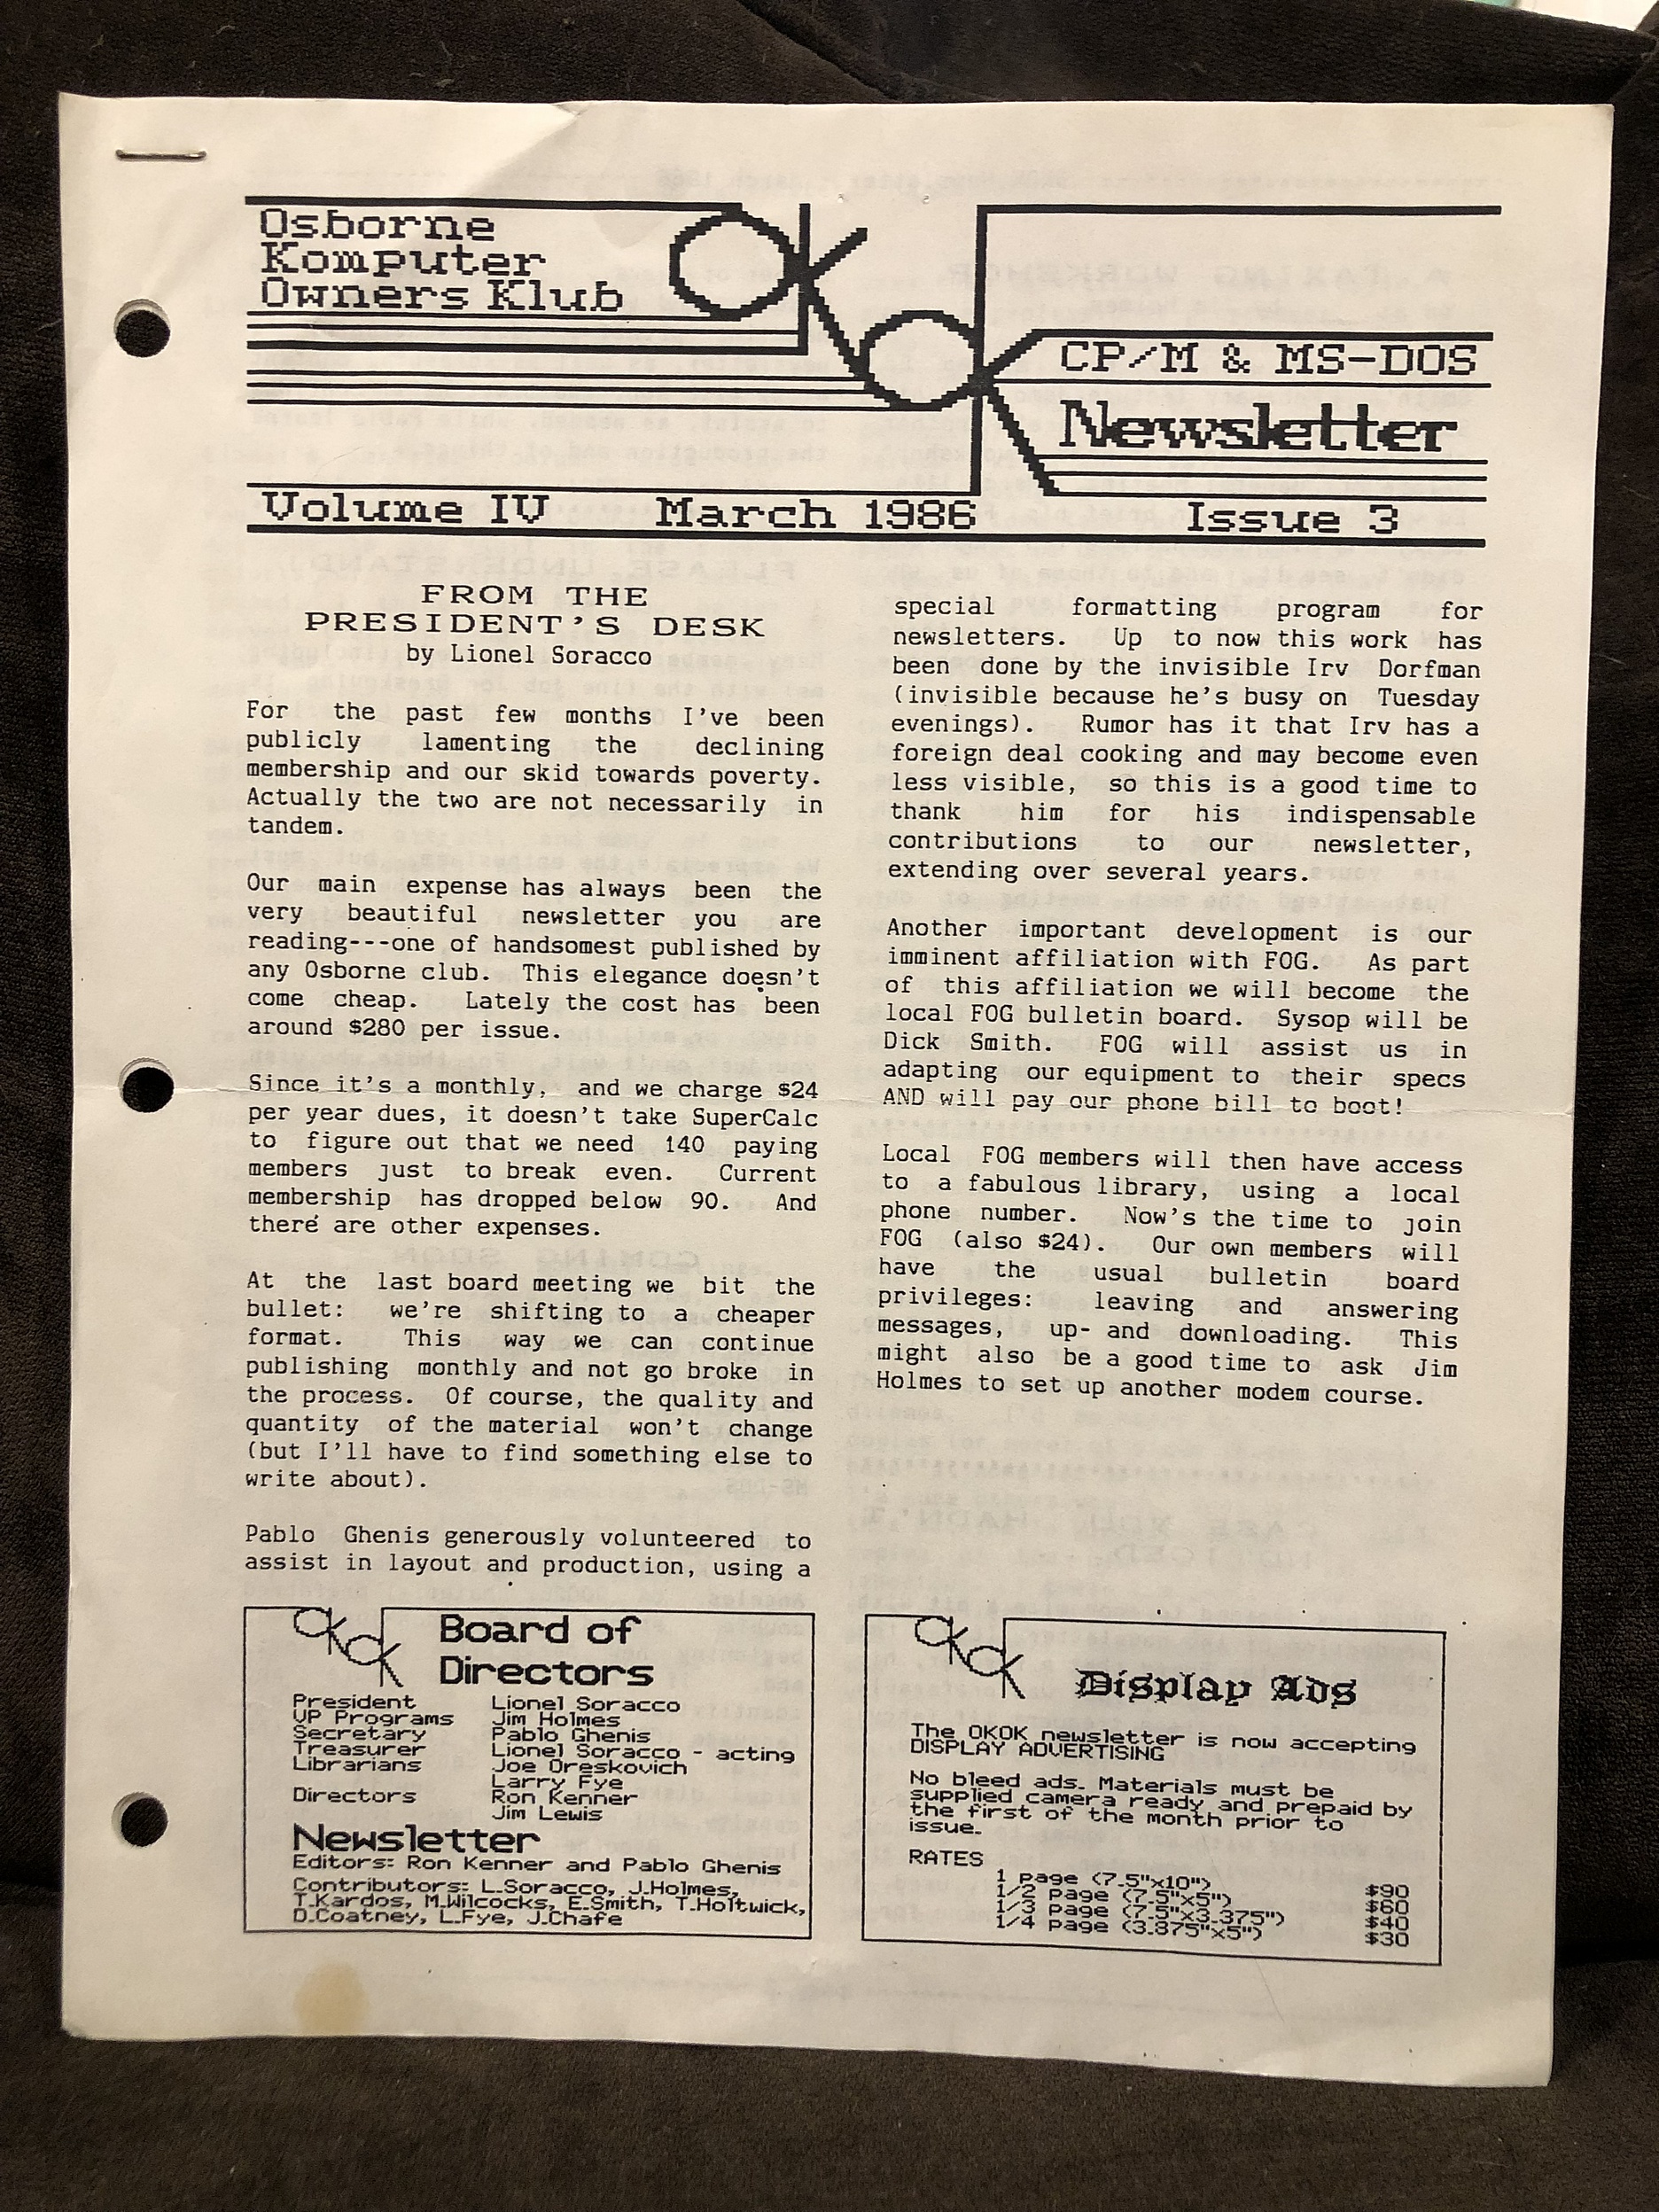 Osborne
Komputer
Owners Klub
OKOK
CP/M & MS-DOS
Newsletter
Volume IV March 1986 Issue 3
FROM THE
PRESIDENT'S DESK
by Lionel Soracco
For the past few months I've been
publicly lamenting the declining
membership and our skid towards poverty.
Actually the two are not necessarily in
tandem.
Our main expense has always been the
very beautiful newsletter you are
reading---one of handsomest published by
any Osborne club. This elegance doesn't
come cheap. Lately the cost has been
around $280 per issue.
Since it's a monthly, and we charge $24
per year dues, it doesn't take SuperCalc
to figure out that we need 140 paying
members just to break even. Current
membership has dropped below 90. And
there are other expenses.
At the last board meeting we bit the
bullet: we're shifting to a cheaper
format. This way we can continue
publishing monthly and not go broke in
the process. Of course, the quality and
quantity of the material won't change
(but I'll have to find something else to
write about).
Pablo Ghenis generously volunteered to
assist in layout and production, using a
special formatting program for
newsletters. Up to now this work has
been done by the invisible Irv Dorfman
(invisible because he's busy on Tuesday
evenings). Rumor has it that Irv has a
foreign deal cooking and may become even
less visible, so this is a good time to
thank him for his indispensable
contributions to our newsletter,
extending over several years.
Another important development is our
imminent affiliation with FOG. As part
of this affiliation we will become the
local FOG bulletin board. Sysop will be
Dick Smith. FOG will assist us in
adapting our equipment to their specs
AND will pay our phone bill to boot!
Local FOG members will then have access
to a fabulous library, using a local
phone number. Now's the time to join
FOG (also $24). Our own members will
have the usual bulletin board
privileges: leaving and answering
messages, up- and downloading. This
might also be a good time to ask Jim
Holmes to set up another modem course.
OKOK
Board of
Directors
President Lionel Soracco
VP Programs Jim Holmes
Secretary Pablo Ghenis
Treasurer Lionel Soracco - acting
Librarians Joe Oreskovich
Larry Fye
Directors Ron Kenner
Jim Lewis
Newsletter
Editors: Ron Kenner and Pablo Ghenis
Contributors: L.Soracco, J.Holmes,
T.Kardos, M.Wilcocks, E.Smith, T.Holtwick,
D.Coatney, L.Fye, J.Chafe
OKOK
Display Ads
The OKOK newsletter is now accepting
DISPLAY ADVERTISING
No bleed ads. Materials must be
supplied camera ready and prepaid by
the first of the month prior to
issue.
RATES
1 page (7.5"x10") $90
1/2 page (7.5"x5") $60
1/3 page (7.5"x3.375") $40
1/4 page (3.875"x5") $30